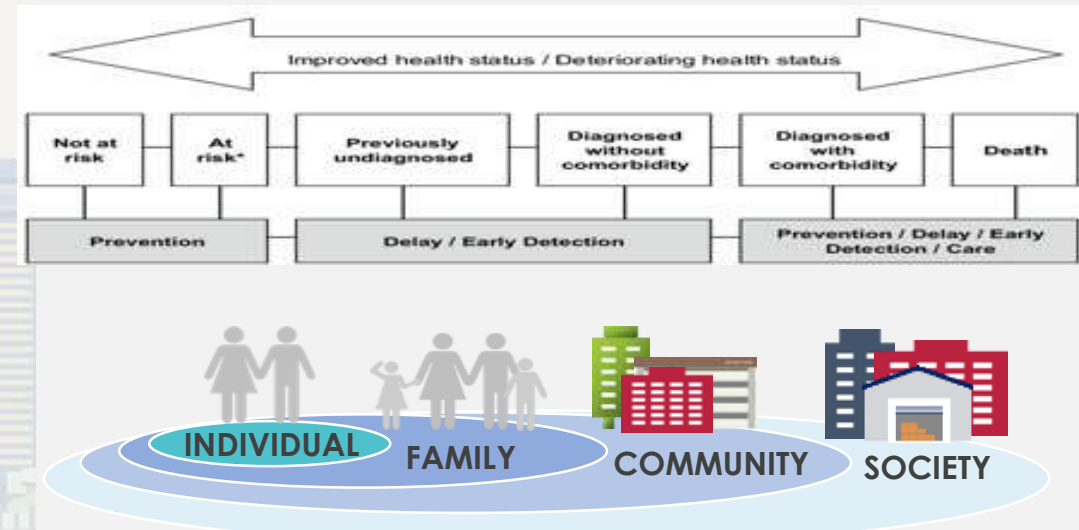 Improved health status / Deteriorating health status
Not at
risk
At
risk*
Previously
undiagnosed
Diagnosed
without
comorbidity
Diagnosed
with
comorbidity
Death
Prevention
Delay / Early Detection
Prevention / Delay / Early
Detection / Care
INDIVIDUAL
FAMILY
COMMUNITY
SOCIETY